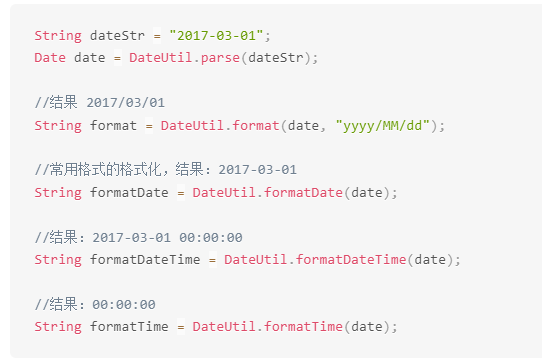 String dateStr = "2017-03-01";
Date date = DateUtil.parse(dateStr);
//结果 2017/03/01
String format = DateUtil.format(date, "yyyy/MM/dd");
//常用格式的格式化，结果：2017-03-01
String formatDate = DateUtil.formatDate(date);
//结果：2017-03-01 00:00:00
String formatDateTime = DateUtil.formatDateTime(date);
//结果：00:00:00
String formatTime = DateUtil.formatTime(date);